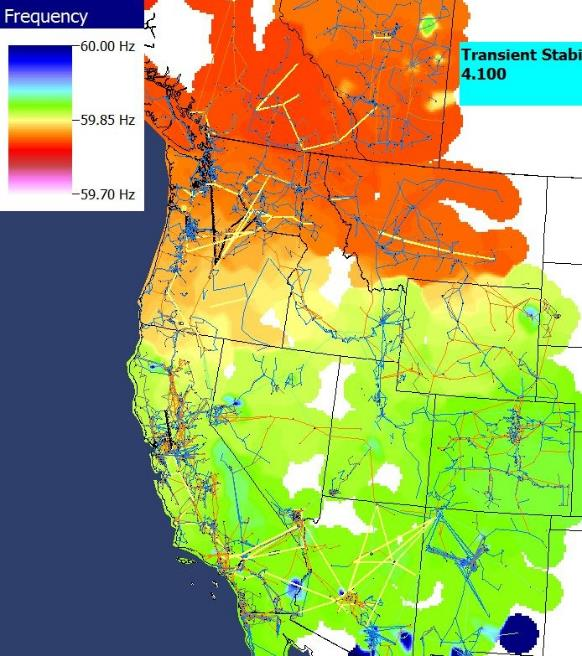 Frequency
60.00 Hz
59.85 Hz
59.70 Hz
Transient Stabi
4.100